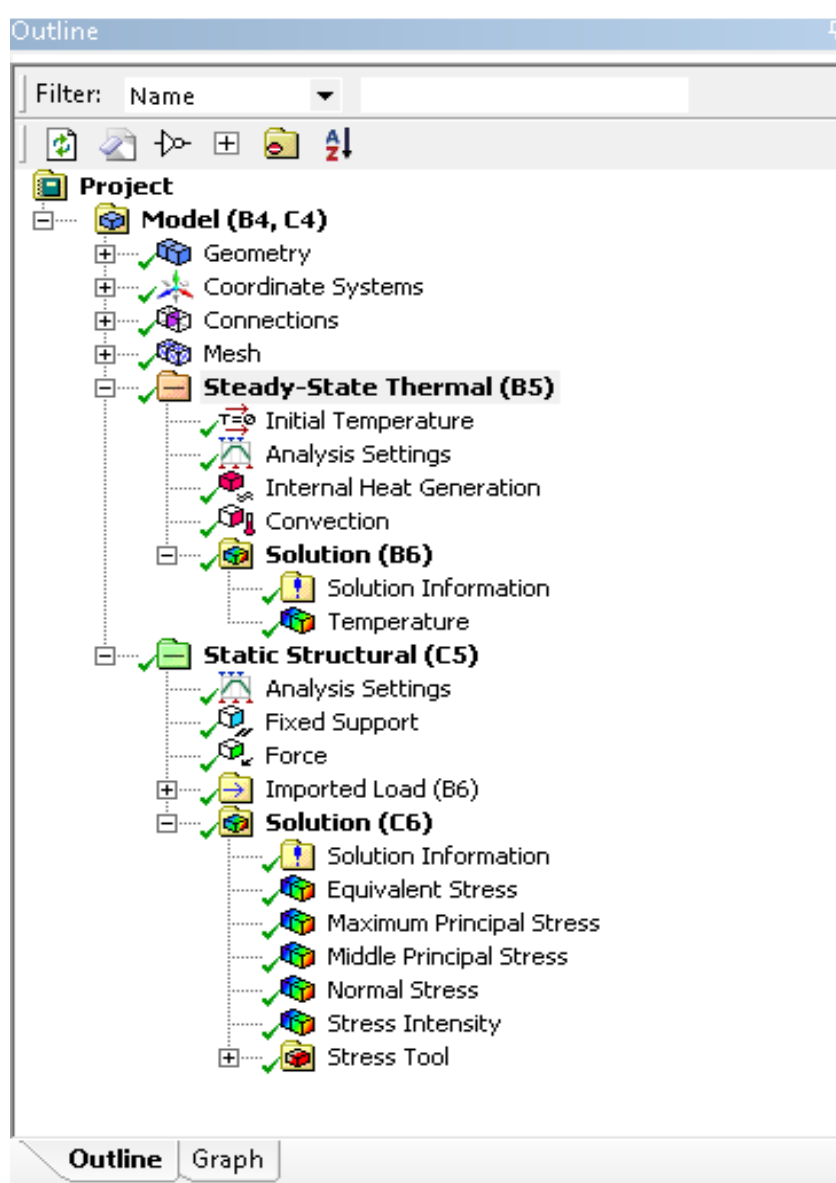 Outline
Filter: Name
Project
Model (B4, C4)
Geometry
Coordinate Systems
Connections
Mesh
Steady-State Thermal (B5)
Initial Temperature
Analysis Settings
Internal Heat Generation
Convection
Solution (B6)
Solution Information
Temperature
Static Structural (C5)
Analysis Settings
Fixed Support
Force
Imported Load (B6)
Solution (C6)
Solution Information
Equivalent Stress
Maximum Principal Stress
Middle Principal Stress
Normal Stress
Stress Intensity
Stress Tool
Outline Graph